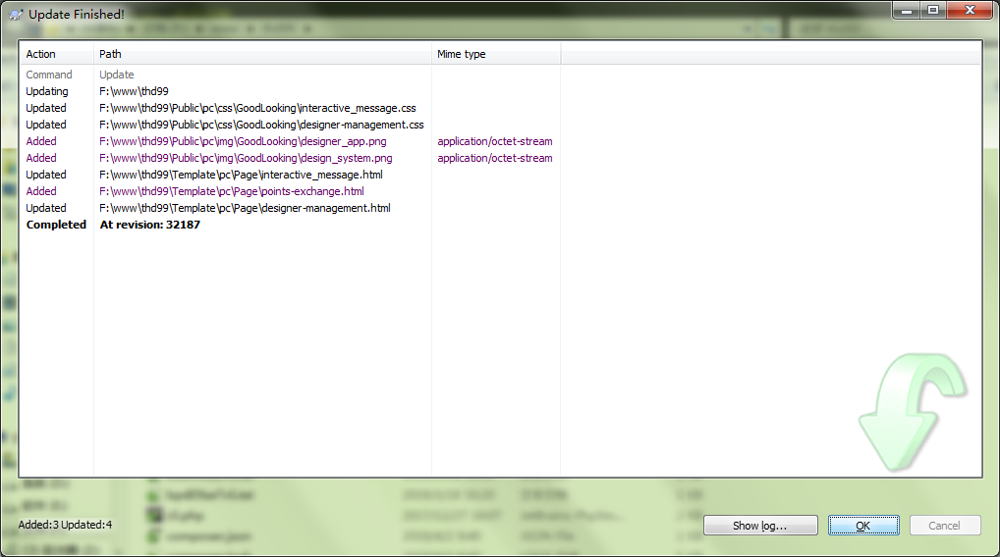 Update Finished!
Action Path Mime type
Command Update
Updating F:\www\thd99
Updated F:\www\thd99\Public\pc\css\GoodLooking\interactive_message.css
Updated F:\www\thd99\Public\pc\css\GoodLooking\designer-management.css
Added F:\www\thd99\Public\pc\img\GoodLooking\designer_app.png application/octet-stream
Added F:\www\thd99\Public\pc\img\GoodLooking\design_system.png application/octet-stream
Updated F:\www\thd99\Template\pc\Page\interactive_message.html
Added F:\www\thd99\Template\pc\Page\points-exchange.html
Updated F:\www\thd99\Template\pc\Page\designer-management.html
Completed At revision: 32187
Added:3 Updated:4
Show log...
OK
Cancel